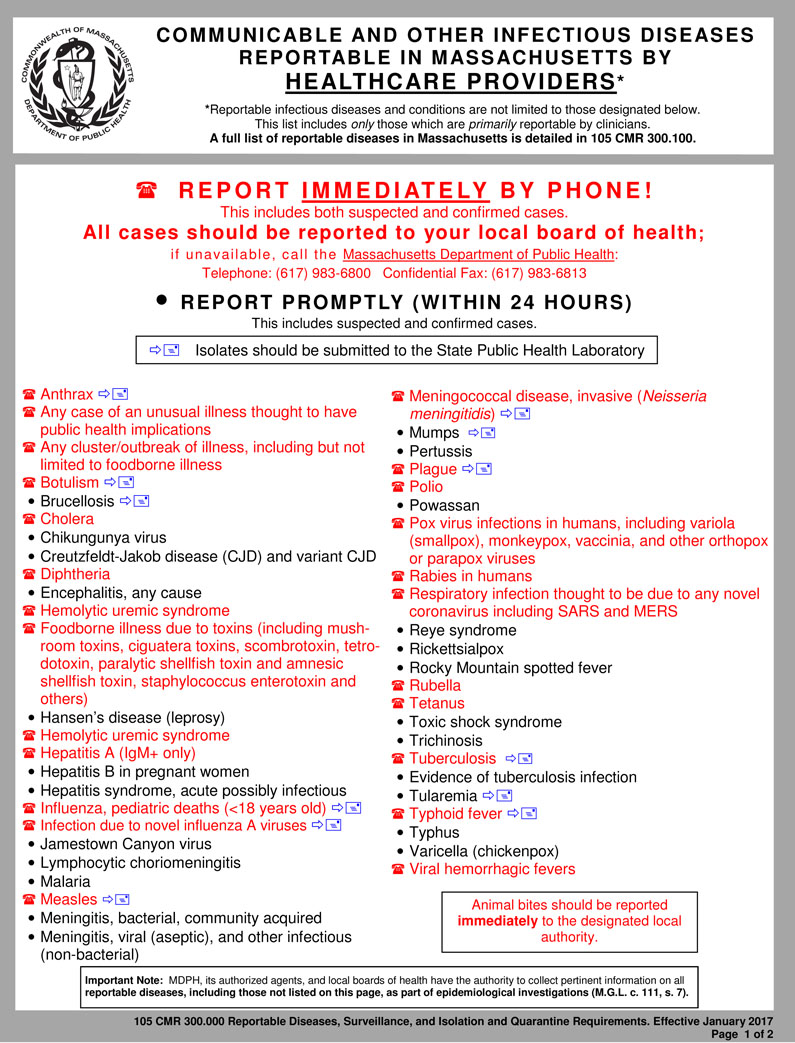 COMMONWEALTH OF MASSACHUSETTS
DEPARTMENT OF PUBLIC HEALTH
COMMUNICABLE AND OTHER INFECTIOUS DISEASES
REPORTABLE IN MASSACHUSETTS BY
HEALTHCARE PROVIDERS*
*Reportable infectious diseases and conditions are not limited to those designated below.
This list includes only those which are primarily reportable by clinicians.
A full list of reportable diseases in Massachusetts is detailed in 105 CMR 300.100.
☎ REPORT IMMEDIATELY BY PHONE!
This includes both suspected and confirmed cases.
All cases should be reported to your local board of health;
if unavailable, call the Massachusetts Department of Public Health:
Telephone: (617) 983-6800 Confidential Fax: (617) 983-6813
● REPORT PROMPTLY (WITHIN 24 HOURS)
This includes suspected and confirmed cases.
⇨🖃 Isolates should be submitted to the State Public Health Laboratory
☎ Anthrax ⇨🖃
☎ Any case of an unusual illness thought to have
public health implications
☎ Any cluster/outbreak of illness, including but not
limited to foodborne illness
☎ Botulism ⇨🖃
• Brucellosis ⇨🖃
☎ Cholera
• Chikungunya virus
• Creutzfeldt-Jakob disease (CJD) and variant CJD
☎ Diphtheria
• Encephalitis, any cause
☎ Hemolytic uremic syndrome
☎ Foodborne illness due to toxins (including mush-
room toxins, ciguatera toxins, scombrotoxin, tetro-
dotoxin, paralytic shellfish toxin and amnesic
shellfish toxin, staphylococcus enterotoxin and
others)
• Hansen's disease (leprosy)
☎ Hemolytic uremic syndrome
☎ Hepatitis A (IgM+ only)
• Hepatitis B in pregnant women
• Hepatitis syndrome, acute possibly infectious
☎ Influenza, pediatric deaths (<18 years old) ⇨🖃
☎ Infection due to novel influenza A viruses ⇨🖃
• Jamestown Canyon virus
• Lymphocytic choriomeningitis
• Malaria
☎ Measles ⇨🖃
• Meningitis, bacterial, community acquired
• Meningitis, viral (aseptic), and other infectious
(non-bacterial)
☎ Meningococcal disease, invasive (Neisseria
meningitidis) ⇨🖃
• Mumps ⇨🖃
• Pertussis
☎ Plague ⇨🖃
☎ Polio
• Powassan
☎ Pox virus infections in humans, including variola
(smallpox), monkeypox, vaccinia, and other orthopox
or parapox viruses
☎ Rabies in humans
☎ Respiratory infection thought to be due to any novel
coronavirus including SARS and MERS
• Reye syndrome
• Rickettsialpox
• Rocky Mountain spotted fever
☎ Rubella
☎ Tetanus
• Toxic shock syndrome
• Trichinosis
☎ Tuberculosis ⇨🖃
• Evidence of tuberculosis infection
• Tularemia ⇨🖃
☎ Typhoid fever ⇨🖃
• Typhus
• Varicella (chickenpox)
☎ Viral hemorrhagic fevers
Animal bites should be reported
immediately to the designated local
authority.
Important Note: MDPH, its authorized agents, and local boards of health have the authority to collect pertinent information on all
reportable diseases, including those not listed on this page, as part of epidemiological investigations (M.G.L. c. 111, s. 7).
105 CMR 300.000 Reportable Diseases, Surveillance, and Isolation and Quarantine Requirements. Effective January 2017
Page 1 of 2